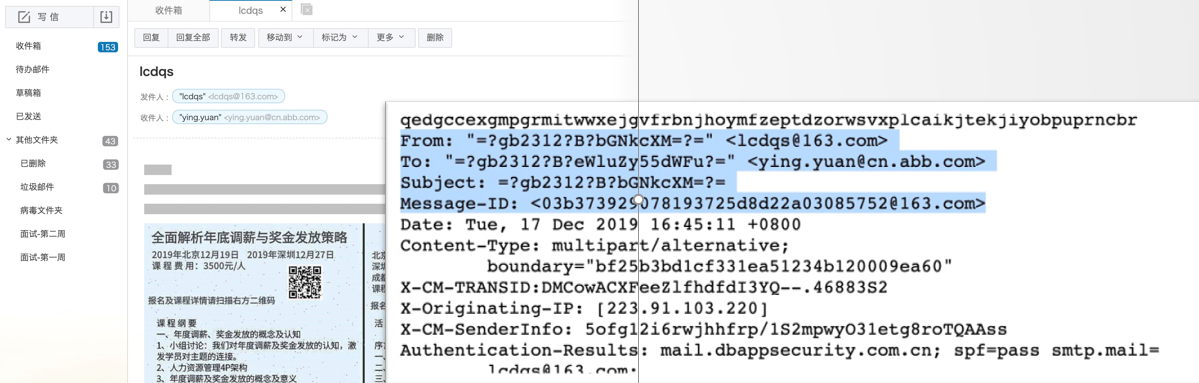 写 信
收件箱
153
待办邮件
草稿箱
已发送
其他文件夹
43
已删除
33
垃圾邮件
10
病毒文件夹
面试-第二周
面试-第一周
收件箱
lcdqs
回复
回复全部
转发
移动到
标记为
更多
删除
lcdqs
发件人：
"lcdqs" <lcdqs@163.com>
收件人：
"ying.yuan" <ying.yuan@cn.abb.com>
全面解析年底调薪与奖金发放策略
2019年北京12月19日 2019年深圳12月27日
课 程 费 用：3500元/人
报名及课程详情请扫描右方二维码
课 程 纲 要
一、年度调薪、奖金发放的概念及认知
1、小组讨论：我们对年度调薪及奖金发放的认知，激
发学员对主题的连接。
2、人力资源管理4P架构
3、年度调薪及奖金发放的概念及意义
北京
深圳
成都
课程
报名
活
序
一、
二、
三、
qedgccexgmpgrmitwwxejgvfrbnjhoymfzeptdzorwsvxplcaikjtekjiyobpuprncbr
From: "=?gb2312?B?bGNkcXM=?=" <lcdqs@163.com>
To: "=?gb2312?B?eWluZy55dWFu?=" <ying.yuan@cn.abb.com>
Subject: =?gb2312?B?bGNkcXM=?=
Message-ID: <03b373929078193725d8d22a03085752@163.com>
Date: Tue, 17 Dec 2019 16:45:11 +0800
Content-Type: multipart/alternative;
boundary="bf25b3bd1cf331ea51234b120009ea60"
X-CM-TRANSID:DMCowACXFeeZlfhdfdI3YQ--.46883S2
X-Originating-IP: [223.91.103.220]
X-CM-SenderInfo: 5ofg12i6rwjhhfrp/1S2mpwyO31etg8roTQAAss
Authentication-Results: mail.dbappsecurity.com.cn; spf=pass smtp.mail=
lcdqs@163.com;